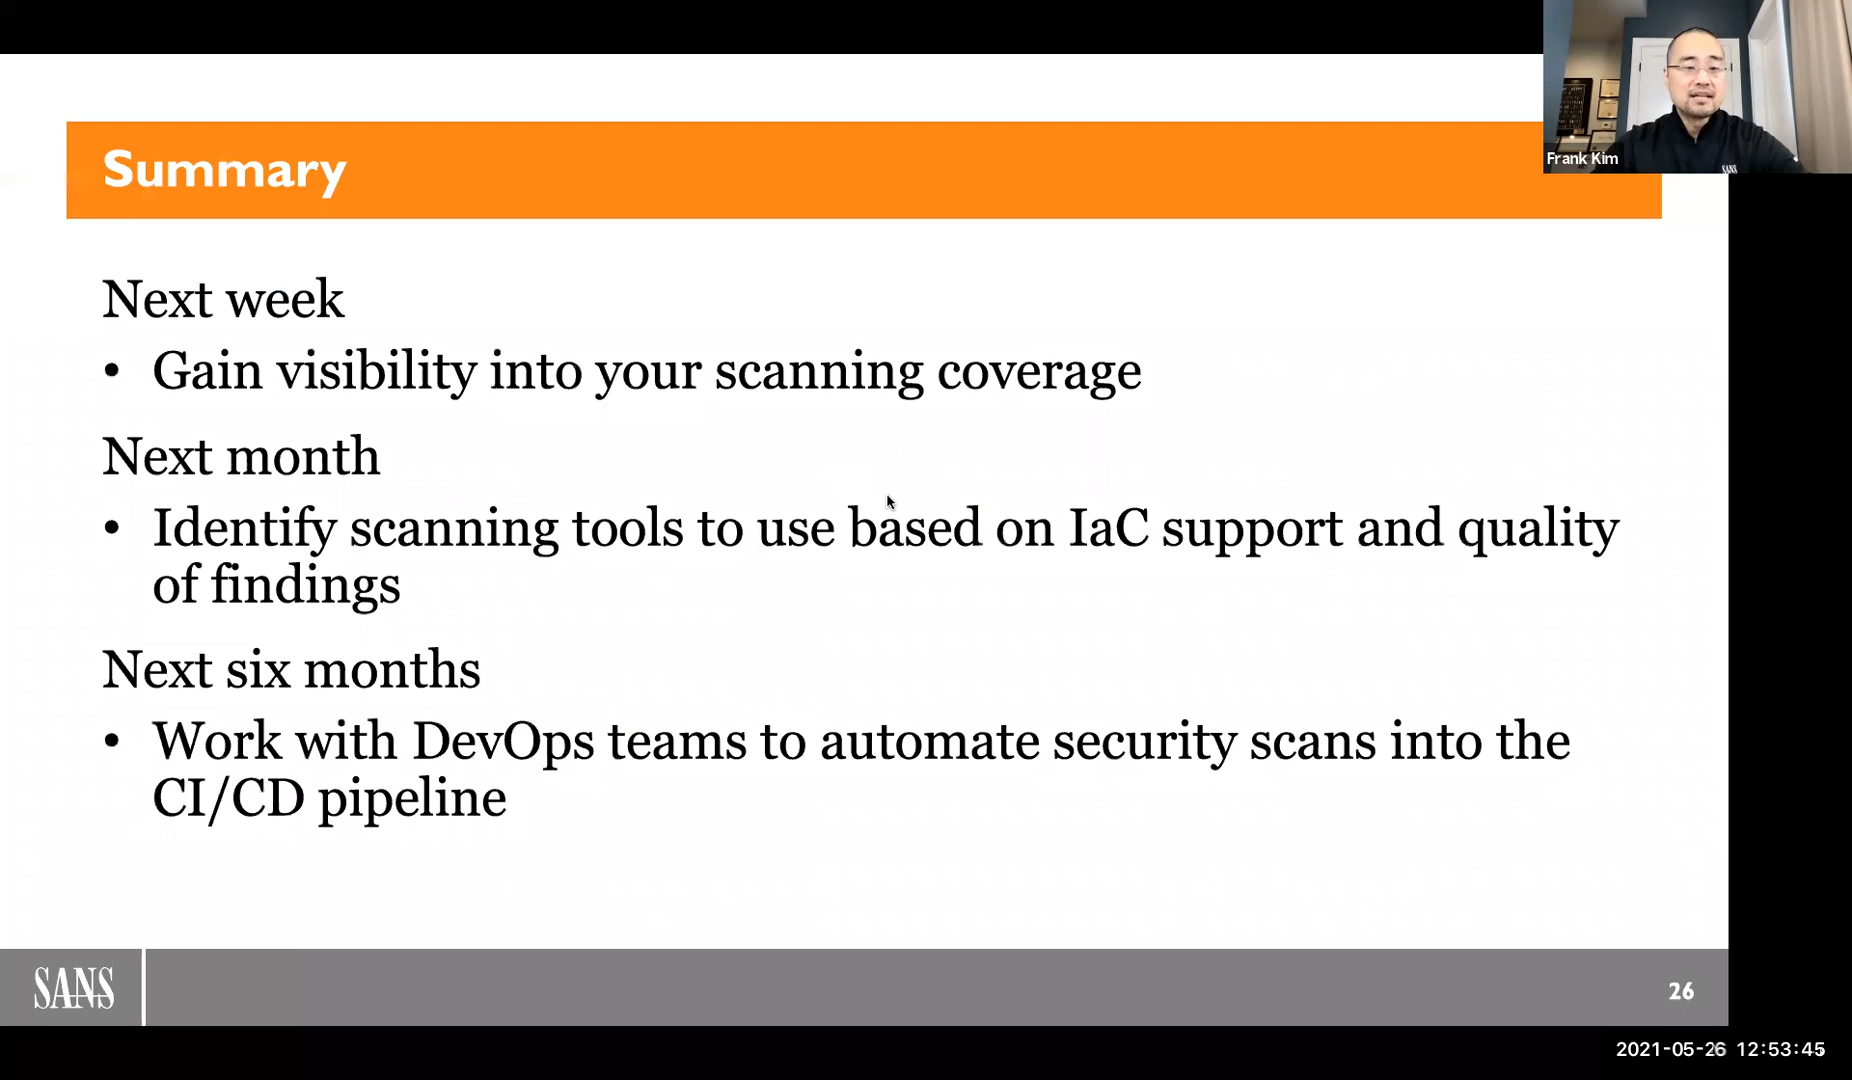 Frank Kim
SANS
Summary
Next week
• Gain visibility into your scanning coverage
Next month
• Identify scanning tools to use based on IaC support and quality
of findings
Next six months
• Work with DevOps teams to automate security scans into the
CI/CD pipeline
SANS
26
2021-05-26 12:53:45